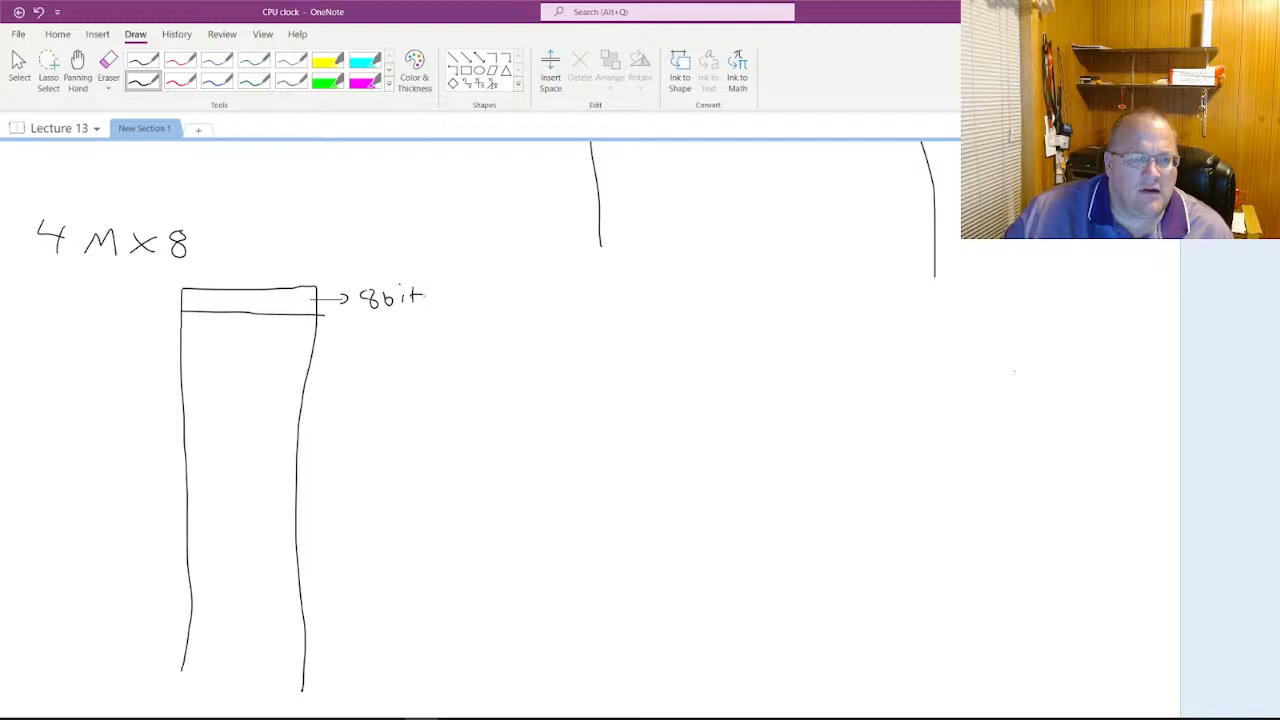 CPU clock - OneNote
Search (Alt+Q)
File Home Insert Draw History Review View Help
Select
Lasso Select
Panning Hand
Eraser
Thickness
Insert Space
Delete
Arrange
Rotate
Ink to Shape
Ink to Text
Ink to Math
Tools Shapes Edit Convert
Lecture 13
New Section 1
+
4 M x 8
8bit